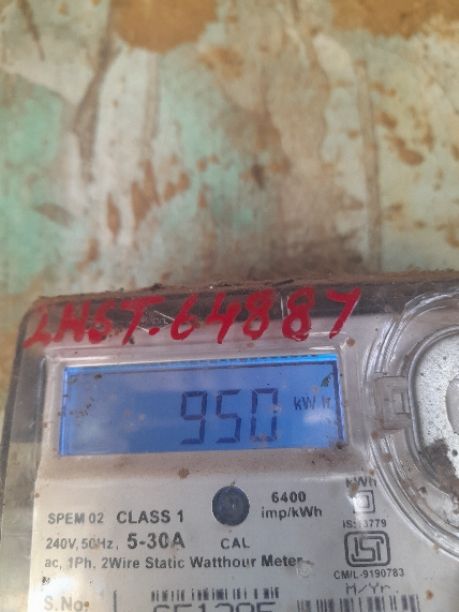 LHST.64887
950 kWh
kWh
SPEM 02 CLASS 1
6400
imp/kWh
IS:13779
240V, 50Hz, 5-30A CAL
ac, 1Ph, 2Wire Static Watthour Meter
CM/L-9190783
M/Yr.
S.No.